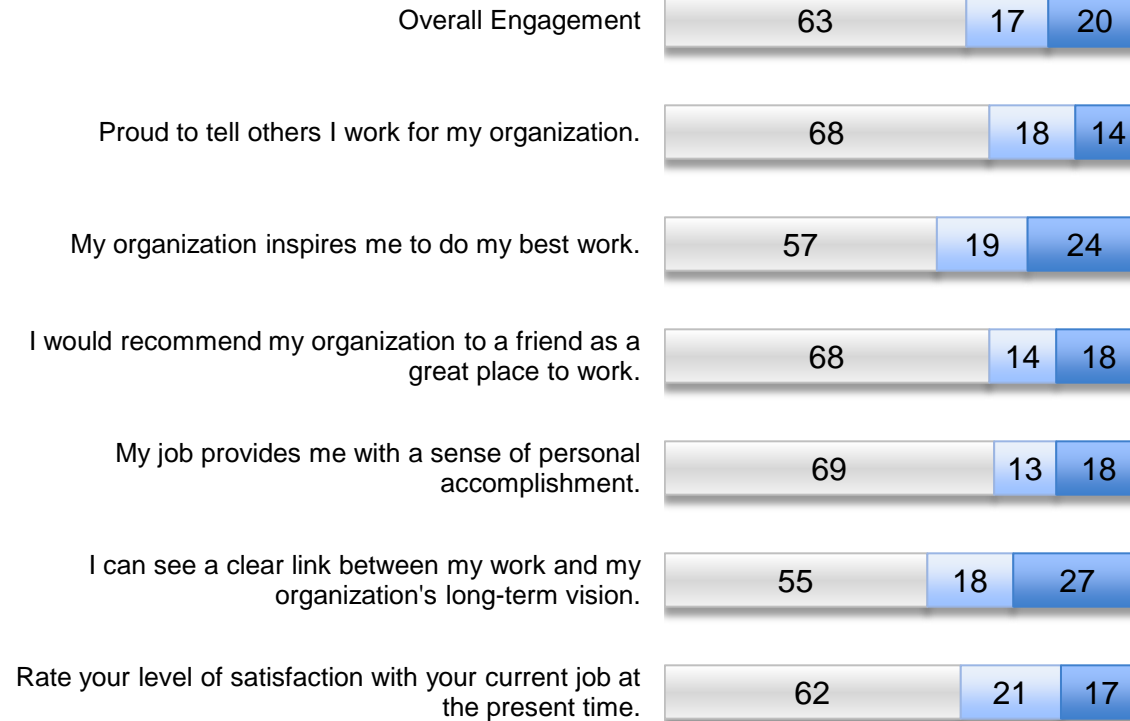 Overall Engagement 63 17 20
Proud to tell others I work for my organization. 68 18 14
My organization inspires me to do my best work. 57 19 24
I would recommend my organization to a friend as a
great place to work. 68 14 18
My job provides me with a sense of personal
accomplishment. 69 13 18
I can see a clear link between my work and my
organization's long-term vision. 55 18 27
Rate your level of satisfaction with your current job at
the present time. 62 21 17